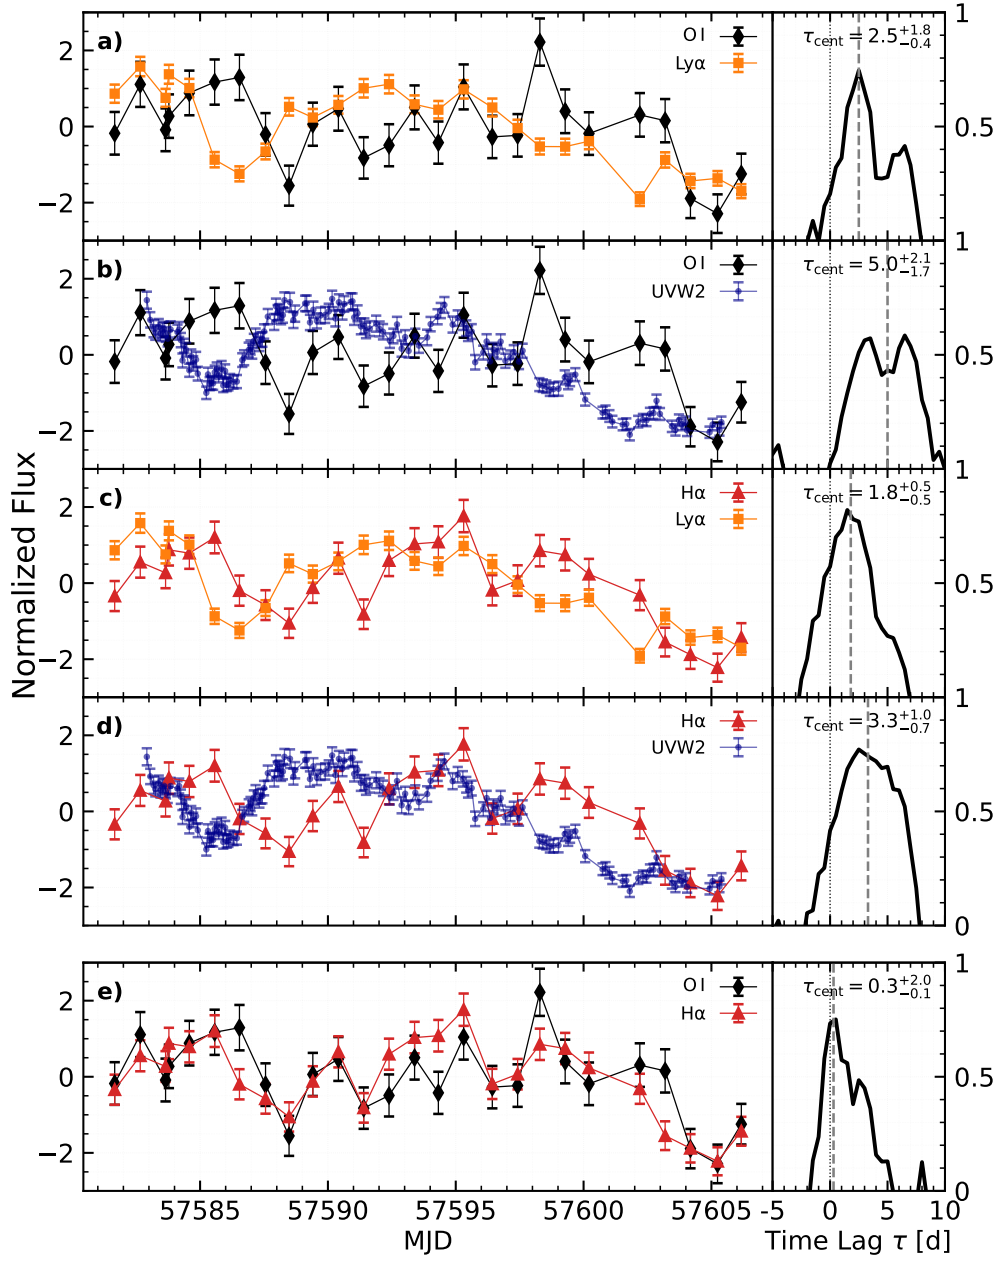 a)
O I
Lyα
τcent = 2.5 +1.8 −0.4
2
0
−2
1
0.5
b)
O I
UVW2
τcent = 5.0 +2.1 −1.7
2
0
−2
1
0.5
c)
Hα
Lyα
τcent = 1.8 +0.5 −0.5
2
0
−2
1
0.5
d)
Hα
UVW2
τcent = 3.3 +1.0 −0.7
2
0
−2
1
0.5
0
e)
O I
Hα
τcent = 0.3 +2.0 −0.1
2
0
−2
1
0.5
0
Normalized Flux
57585 57590 57595 57600 57605
-5 0 5 10
MJD
Time Lag τ [d]